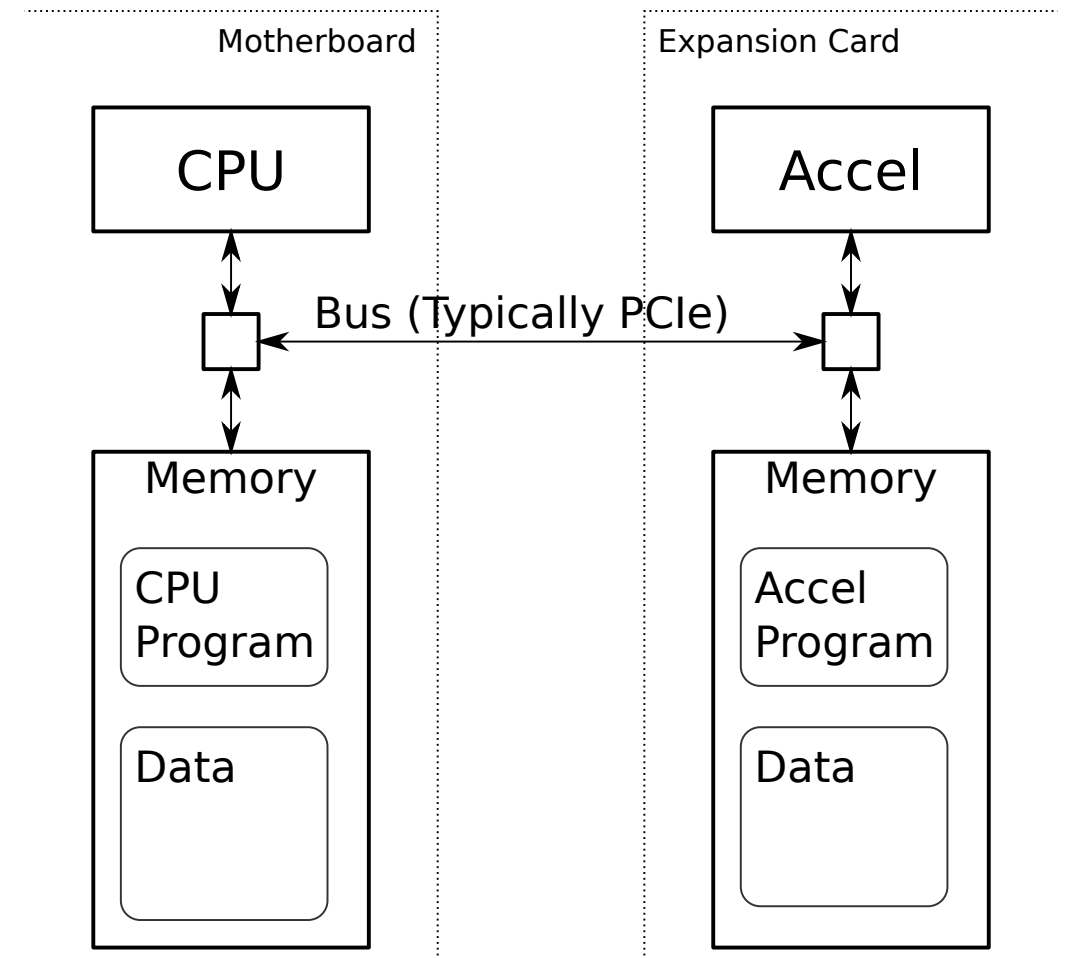 Motherboard
Expansion Card
CPU
Accel
Bus (Typically PCIe)
Memory
CPU
Program
Data
Memory
Accel
Program
Data